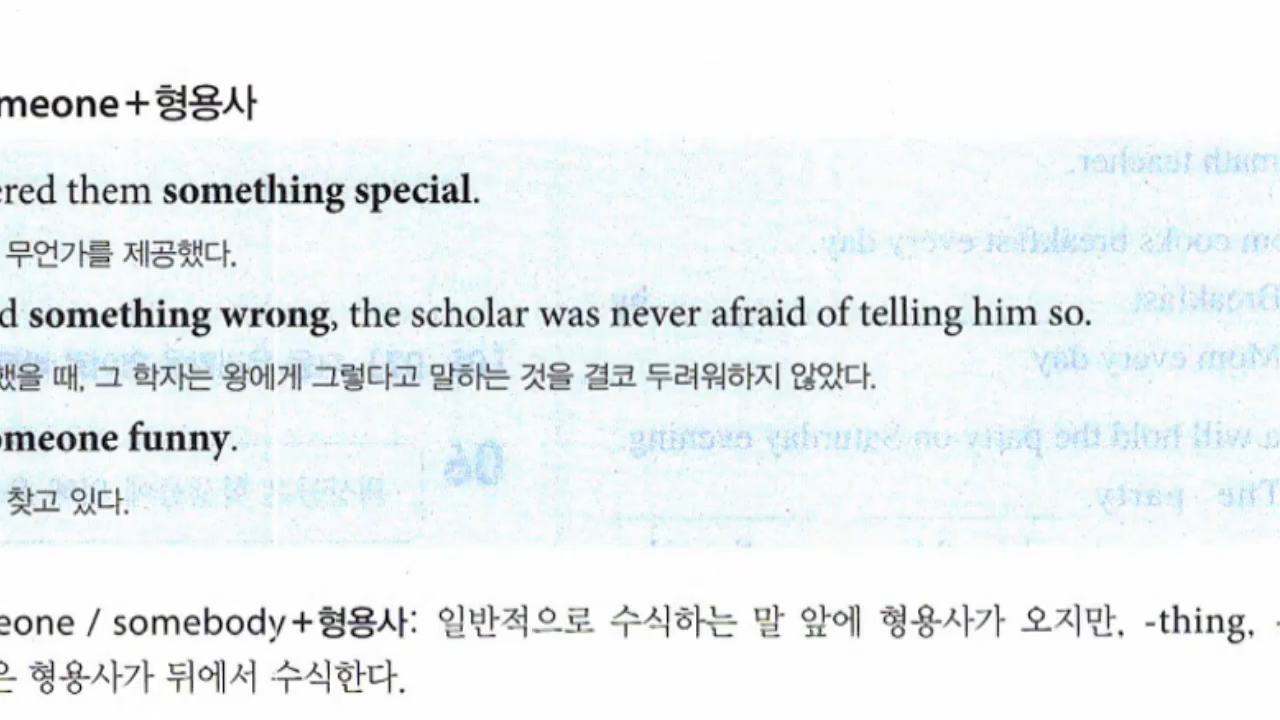 meone+형용사
ered them something special.
무언가를 제공했다.
d something wrong, the scholar was never afraid of telling him so.
했을 때, 그 학자는 왕에게 그렇다고 말하는 것을 결코 두려워하지 않았다.
omeone funny.
찾고 있다.
eone / somebody+형용사: 일반적으로 수식하는 말 앞에 형용사가 오지만, -thing, -
은 형용사가 뒤에서 수식한다.